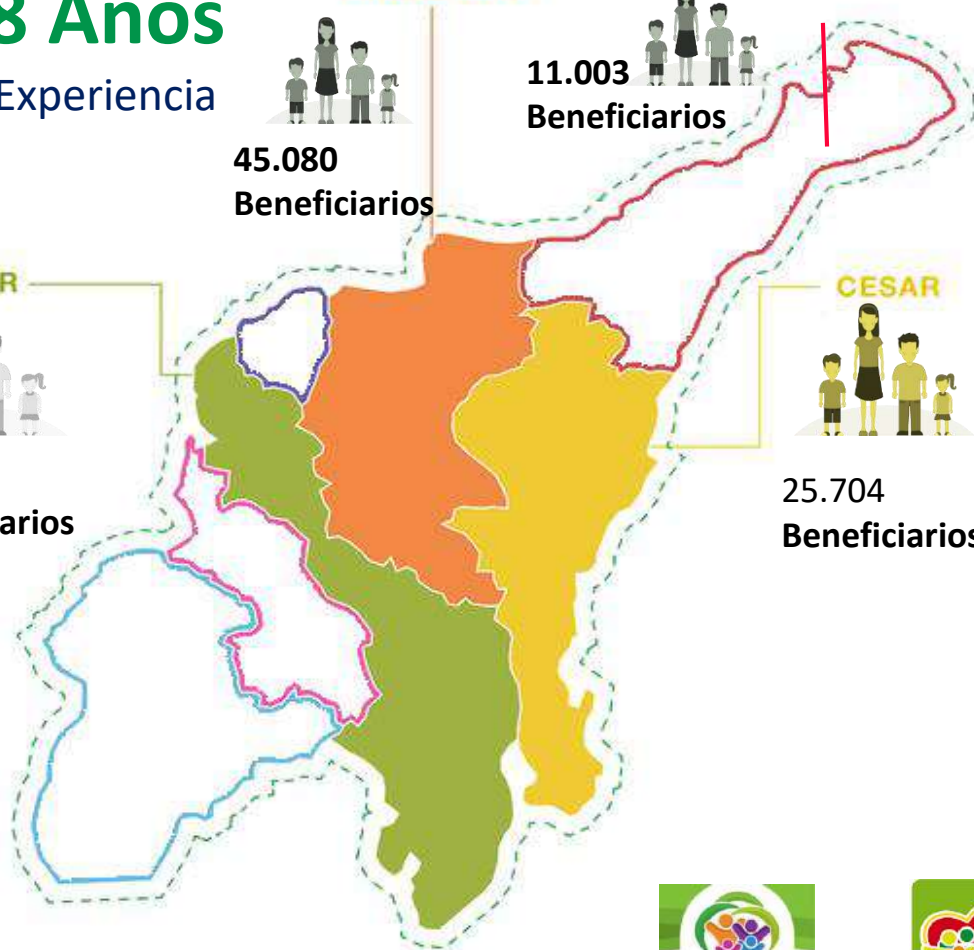 8 Años
Experiencia
45.080
Beneficiarios
11.003
Beneficiarios
R
CESAR
arios
25.704
Beneficiarios